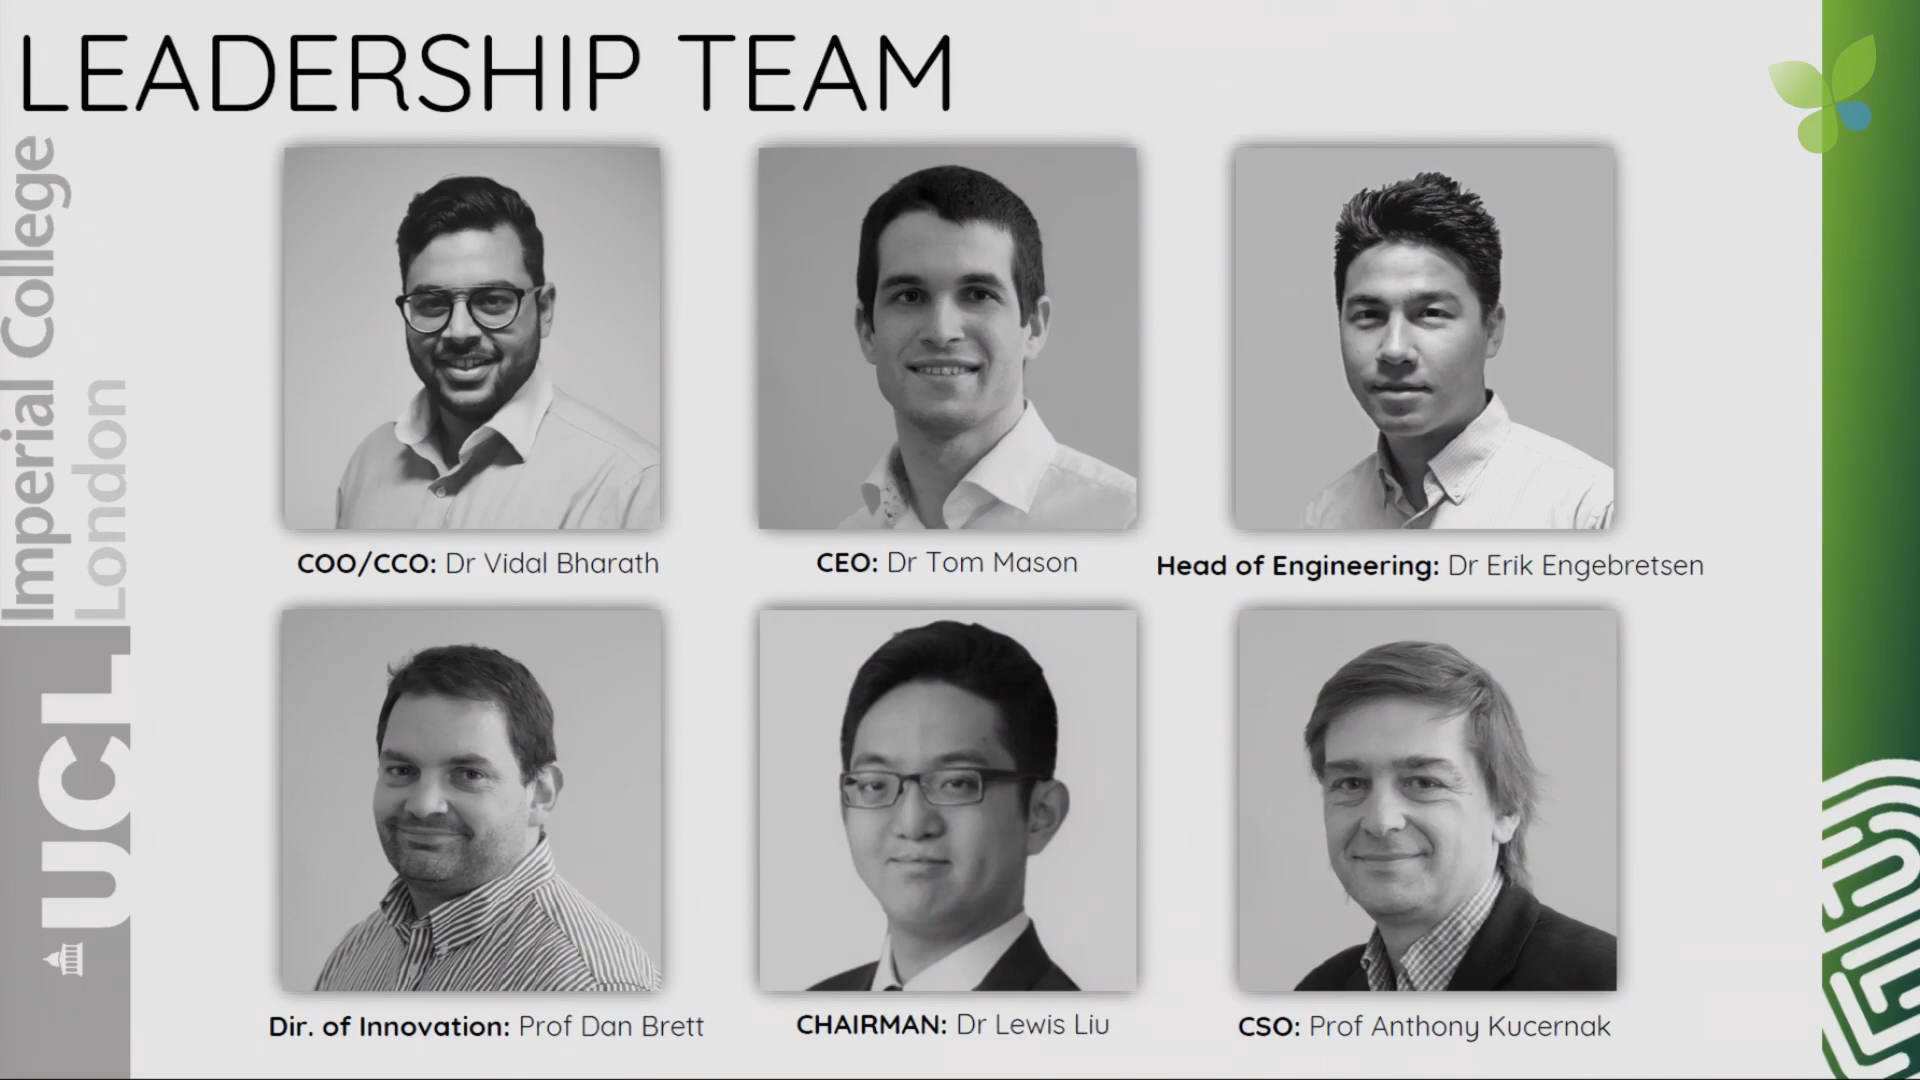 LEADERSHIP TEAM
Imperial College
London
UCL
COO/CCO: Dr Vidal Bharath
CEO: Dr Tom Mason
Head of Engineering: Dr Erik Engebretsen
Dir. of Innovation: Prof Dan Brett
CHAIRMAN: Dr Lewis Liu
CSO: Prof Anthony Kucernak